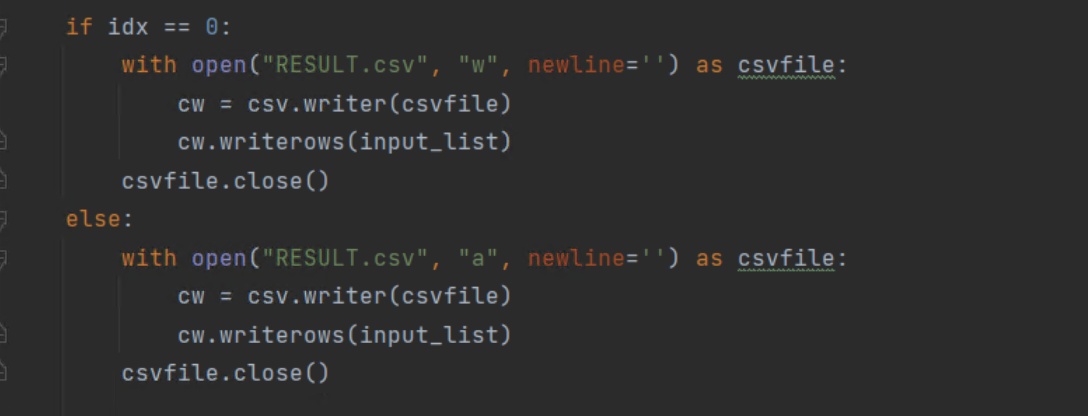 if idx == 0:
with open("RESULT.csv", "w", newline='') as csvfile:
cw = csv.writer(csvfile)
cw.writerows(input_list)
csvfile.close()
else:
with open("RESULT.csv", "a", newline='') as csvfile:
cw = csv.writer(csvfile)
cw.writerows(input_list)
csvfile.close()